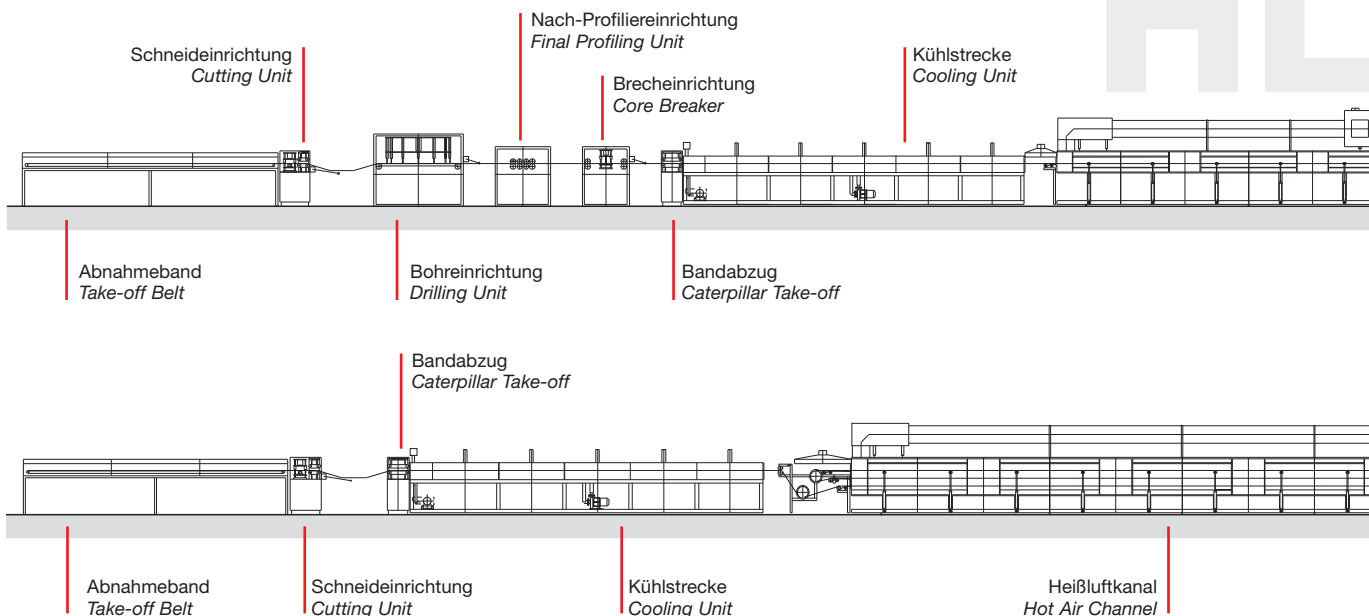 Nach-Profiliereinrichtung
Final Profiling Unit
Schneideinrichtung
Cutting Unit
Kühlstrecke
Cooling Unit
Brecheinrichtung
Core Breaker
Abnahmeband
Take-off Belt
Bohreinrichtung
Drilling Unit
Bandabzug
Caterpillar Take-off
Bandabzug
Caterpillar Take-off
Abnahmeband
Take-off Belt
Schneideinrichtung
Cutting Unit
Kühlstrecke
Cooling Unit
Heißluftkanal
Hot Air Channel